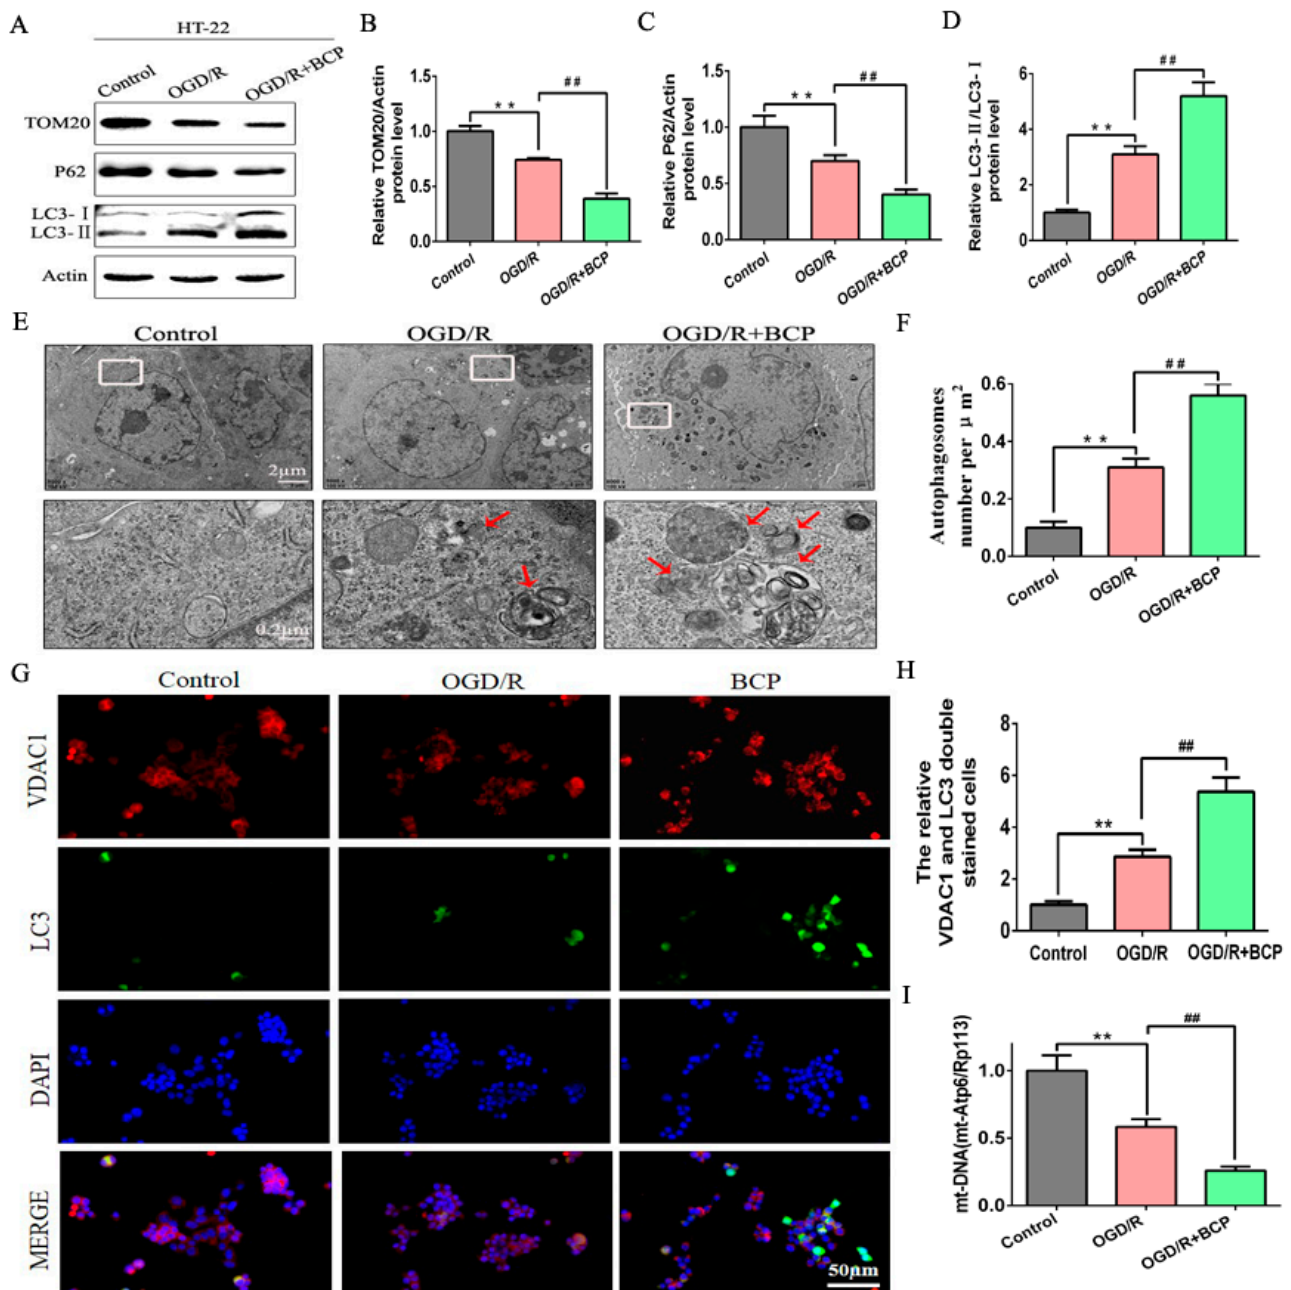 A
HT-22
Control
OGD/R
OGD/R+BCP
TOM20
P62
LC3- I
LC3- II
Actin
B
Relative TOM20/Actin
protein level
1.5
1.0
0.5
0.0
**
##
Control
OGD/R
OGD/R+BCP
C
Relative P62/Actin
protein level
1.5
1.0
0.5
0.0
**
##
Control
OGD/R
OGD/R+BCP
D
Relative LC3- II /LC3- I
protein level
6
4
2
0
**
##
Control
OGD/R
OGD/R+BCP
E
Control
OGD/R
OGD/R+BCP
2μm
0.2μm
F
Autophagosomes
number per μ m²
0.6
0.4
0.2
0.0
**
##
Control
OGD/R
OGD/R+BCP
G
Control
OGD/R
BCP
VDAC1
LC3
DAPI
MERGE
50μm
H
The relative
VDAC1 and LC3 double
stained cells
8
6
4
2
0
**
##
Control
OGD/R
OGD/R+BCP
I
mt-DNA(mt-Atp6/Rp113)
1.0
0.5
0.0
**
##
Control
OGD/R
OGD/R+BCP